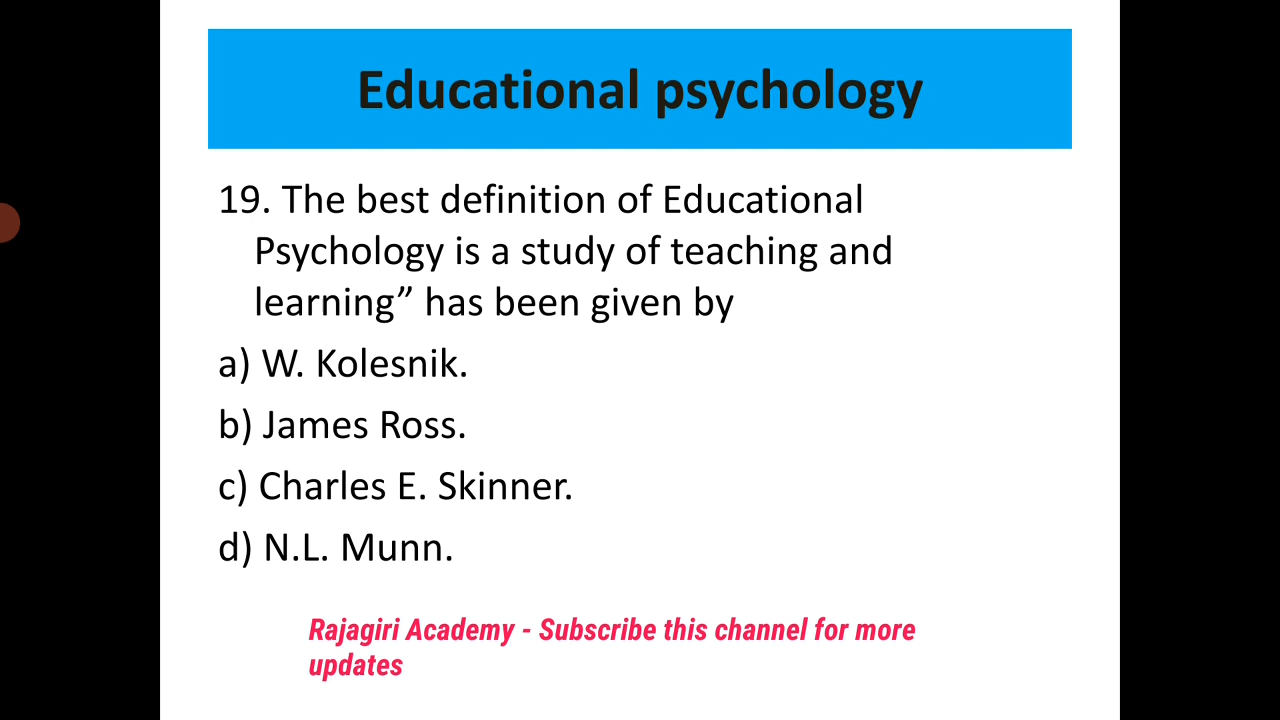 Educational psychology
19. The best definition of Educational
Psychology is a study of teaching and
learning” has been given by
a) W. Kolesnik.
b) James Ross.
c) Charles E. Skinner.
d) N.L. Munn.
Rajagiri Academy - Subscribe this channel for more
updates